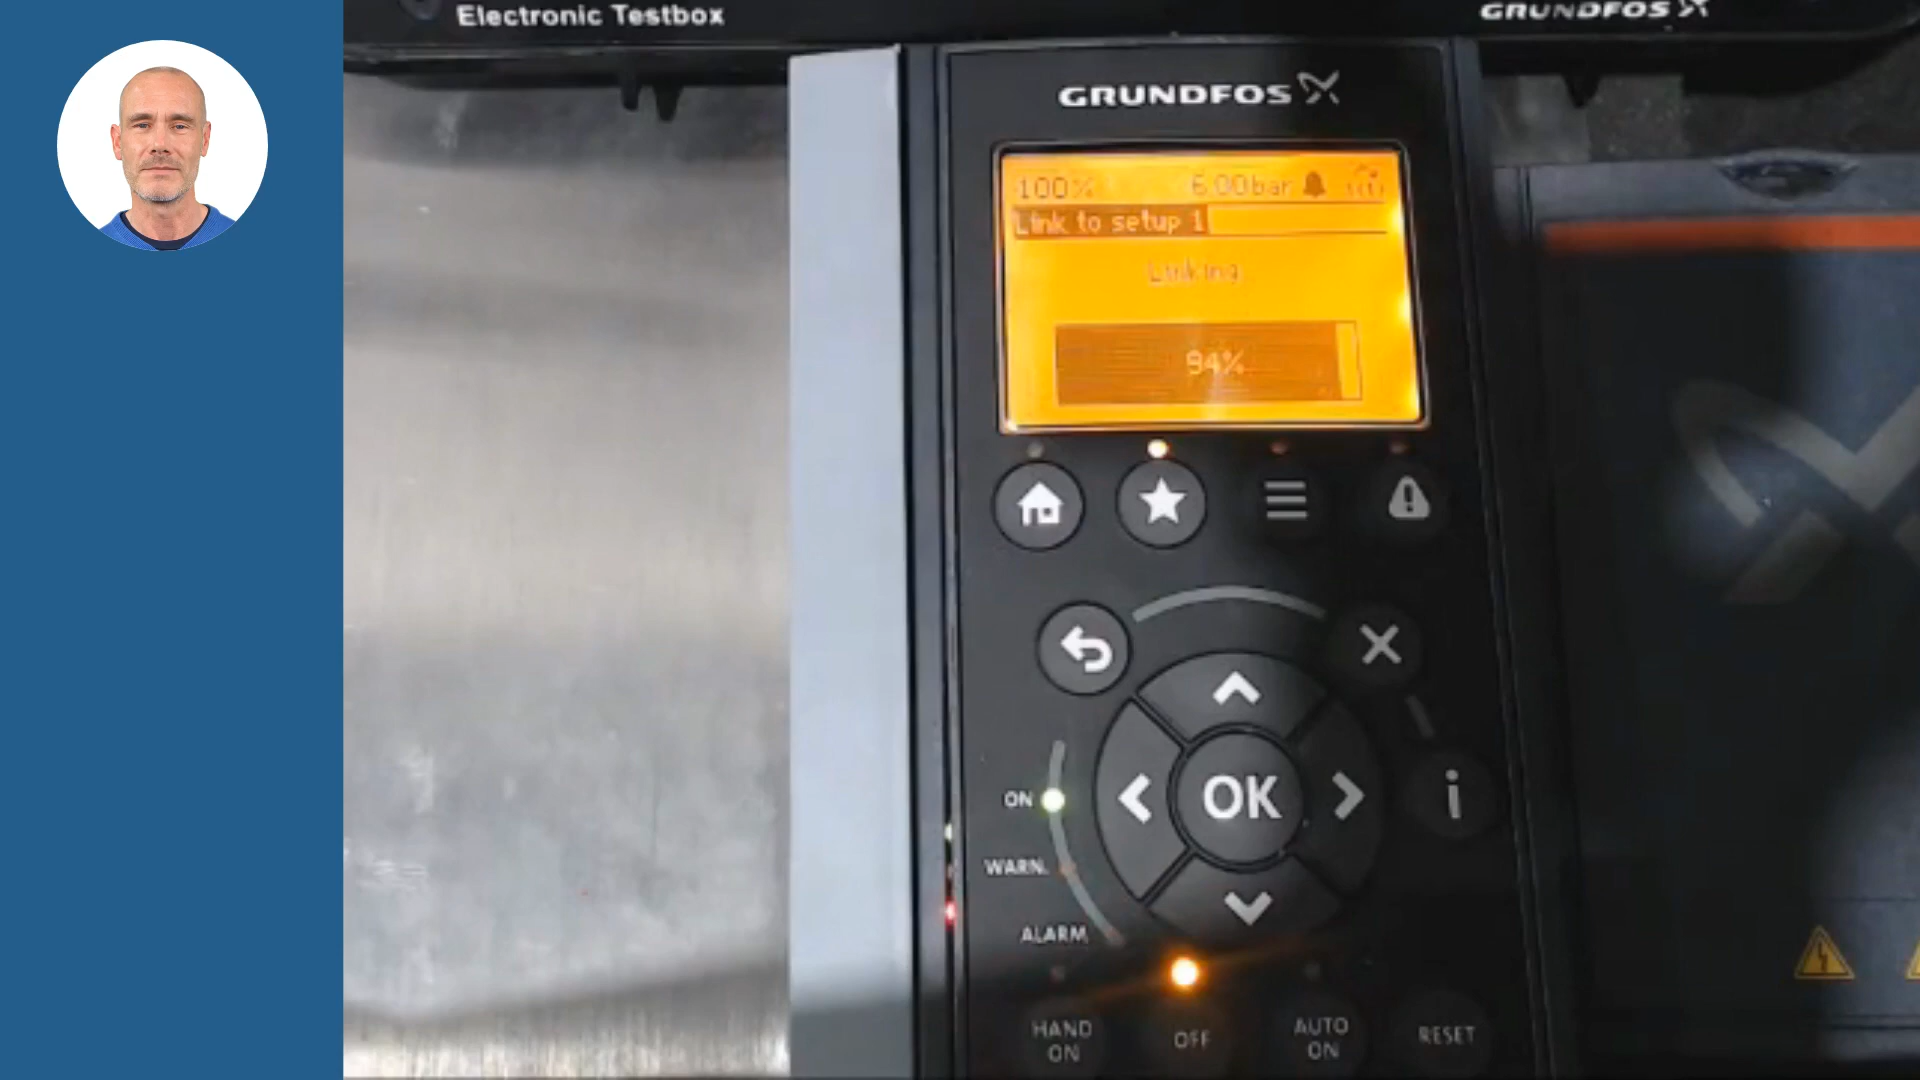 Electronic Testbox
GRUNDFOS
GRUNDFOS
100% 6.00bar
Link to setup 1
Linking
94%
OK
i
ON
WARN.
ALARM
HAND ON
OFF
AUTO ON
RESET